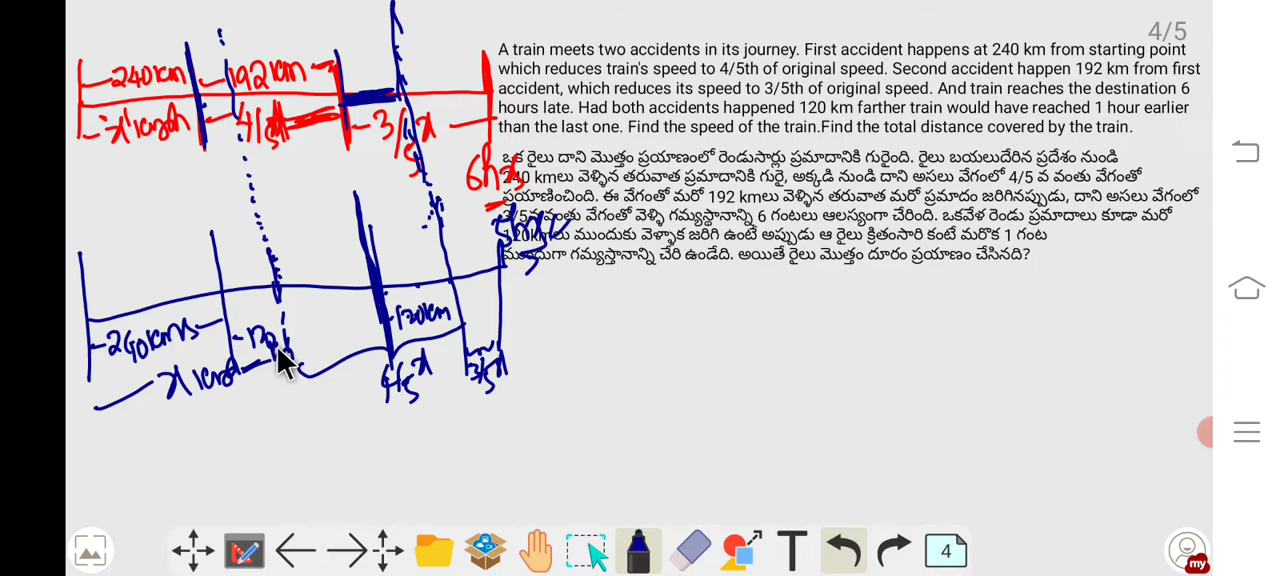 4/5
A train meets two accidents in its journey. First accident happens at 240 km from starting point
which reduces train's speed to 4/5th of original speed. Second accident happen 192 km from first
accident, which reduces its speed to 3/5th of original speed. And train reaches the destination 6
hours late. Had both accidents happened 120 km farther train would have reached 1 hour earlier
than the last one. Find the speed of the train.Find the total distance covered by the train.
ఒక రైలు దాని మొత్తం ప్రయాణంలో రెండుసార్లు ప్రమాదానికి గురైంది. రైలు బయలుదేరిన ప్రదేశం నుండి
240 kmలు వెళ్ళిన తరువాత ప్రమాదానికి గురై, అక్కడి నుండి దాని అసలు వేగంలో 4/5 వ వంతు వేగంతో
ప్రయాణించింది. ఈ వేగంతో మరో 192 kmలు వెళ్ళిన తరువాత మరో ప్రమాదం జరిగినప్పుడు, దాని అసలు వేగంలో
3/5వ వంతు వేగంతో వెళ్ళి గమ్యస్థానాన్ని 6 గంటలు ఆలస్యంగా చేరింది. ఒకవేళ రెండు ప్రమాదాలు కూడా మరో
120kmలు ముందుకు వెళ్ళాక జరిగి ఉంటే అప్పుడు ఆ రైలు క్రితంసారి కంటే మరొక 1 గంట
ముందుగా గమ్యస్తానాన్ని చేరి ఉండేది. అయితే రైలు మొత్తం దూరం ప్రయాణం చేసినది?
240km 192km
x km/h 4/5x 3/5x
6hrs
240kms 120km
x km/h 4/5x 3/5x
T
4
my